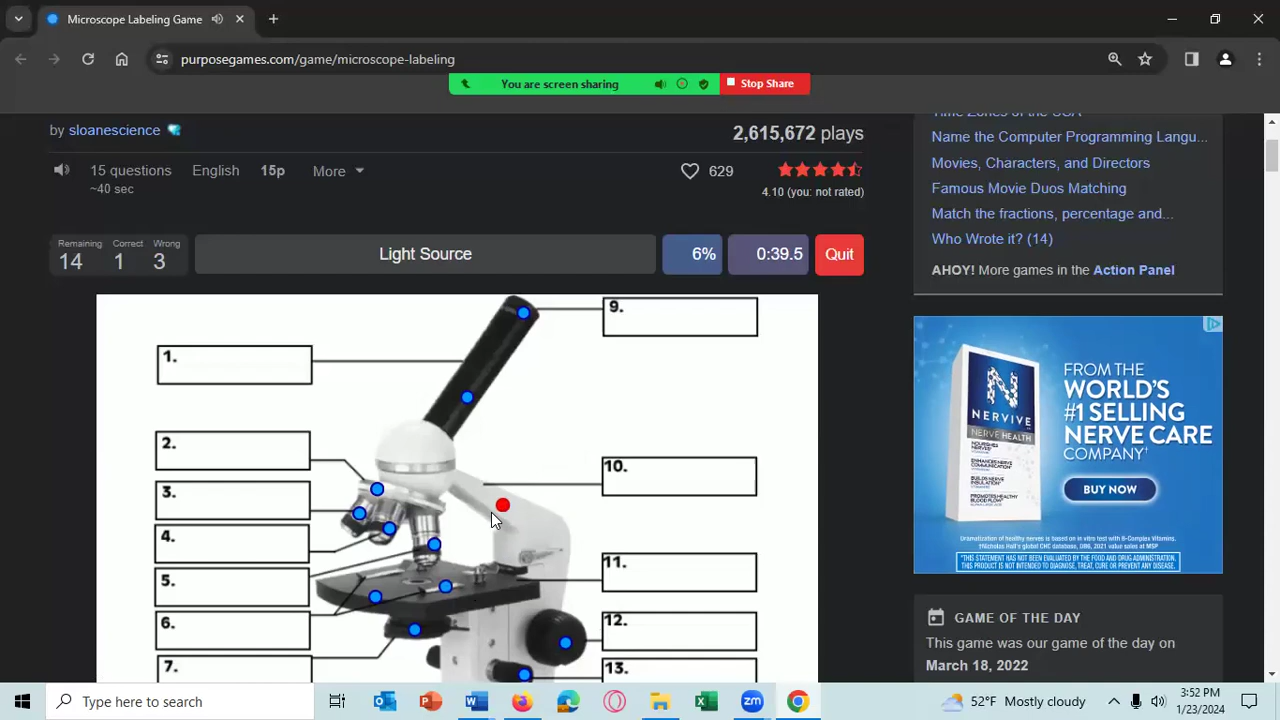 Microscope Labeling Game
purposegames.com/game/microscope-labeling
You are screen sharing
Stop Share
by sloanescience
2,615,672 plays
15 questions English 15p More
~40 sec
629
4.10 (you: not rated)
Remaining Correct Wrong
14 1 3
Light Source
6%
0:39.5
Quit
1.
2.
3.
4.
5.
6.
7.
9.
10.
11.
12.
13.
Name the Computer Programming Langu...
Movies, Characters, and Directors
Famous Movie Duos Matching
Match the fractions, percentage and...
Who Wrote it? (14)
AHOY! More games in the Action Panel
N
NERVIVE
NERVE HEALTH
FROM THE
WORLD'S
#1 SELLING
NERVE CARE
COMPANY†
BUY NOW
GAME OF THE DAY
This game was our game of the day on
March 18, 2022
Type here to search
52°F Mostly cloudy
3:52 PM
1/23/2024